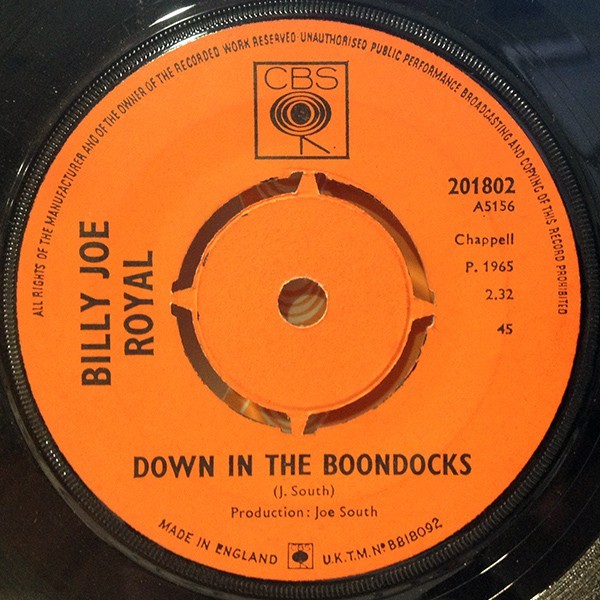 ALL RIGHTS OF THE MANUFACTURER AND OF THE OWNER OF THE RECORDED WORK RESERVED UNAUTHORISED PUBLIC PERFORMANCE BROADCASTING AND COPYING OF THIS RECORD PROHIBITED
CBS
201802
A5156
Chappell
P. 1965
2.32
45
BILLY JOE
ROYAL
DOWN IN THE BOONDOCKS
(J. South)
Production: Joe South
MADE IN ENGLAND CBS U.K.T.M. Nº B818092